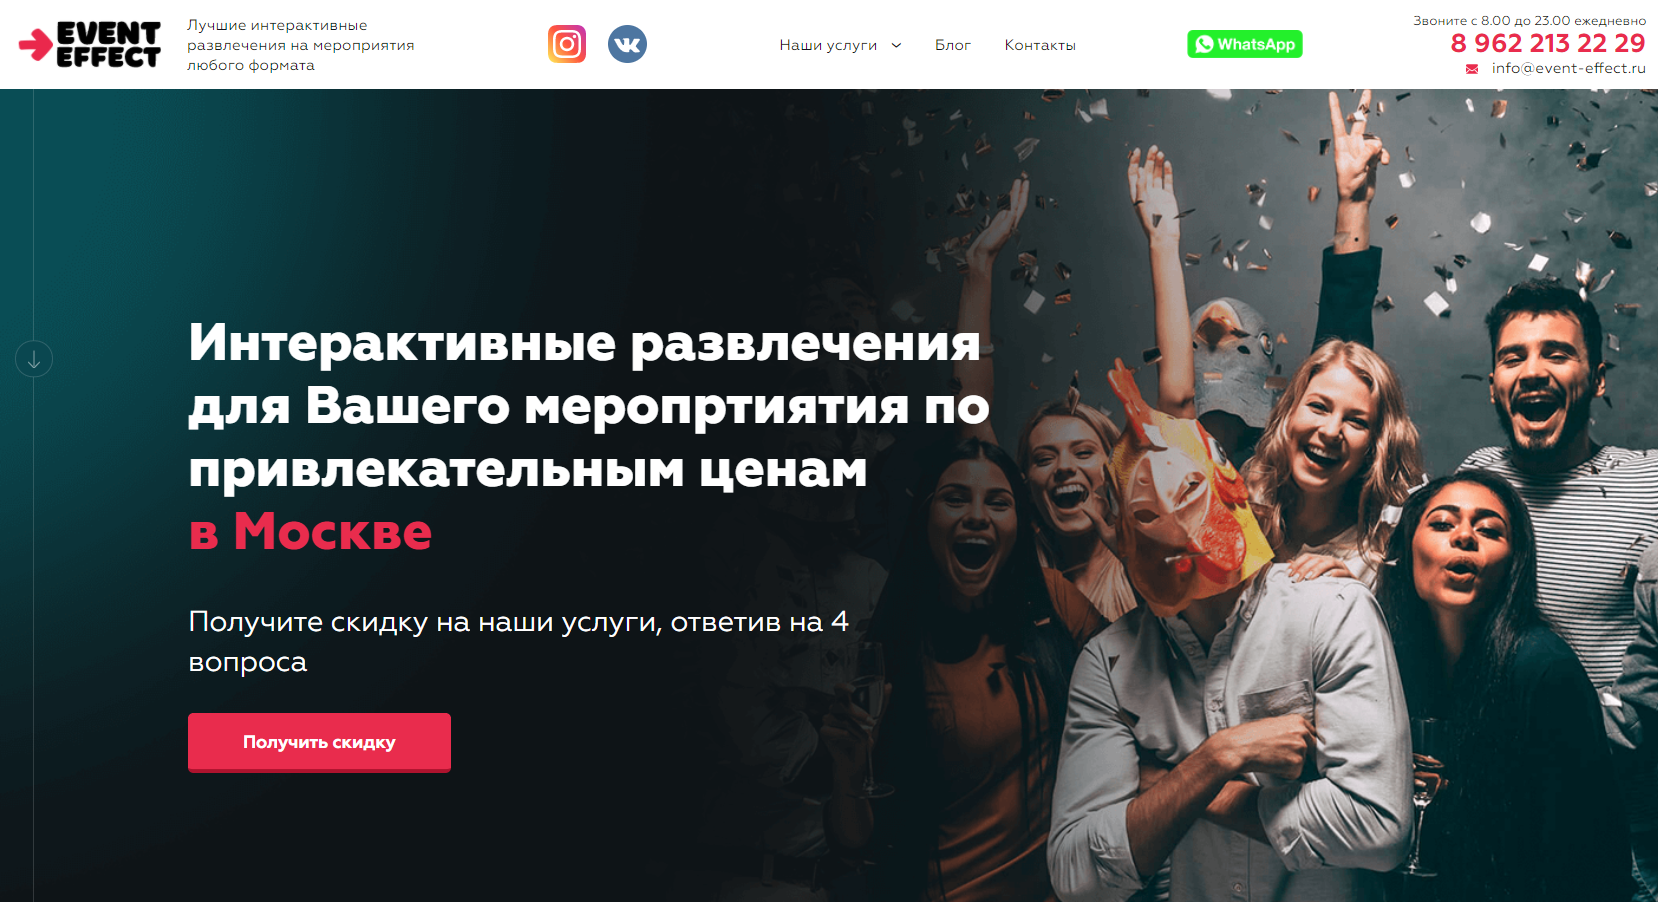 EVENT
EFFECT
Лучшие интерактивные
развлечения на мероприятия
любого формата
Наши услуги
Блог
Контакты
WhatsApp
Звоните с 8.00 до 23.00 ежедневно
8 962 213 22 29
info@event-effect.ru
Интерактивные развлечения
для Вашего меропртиятия по
привлекательным ценам
в Москве
Получите скидку на наши услуги, ответив на 4
вопроса
Получить скидку